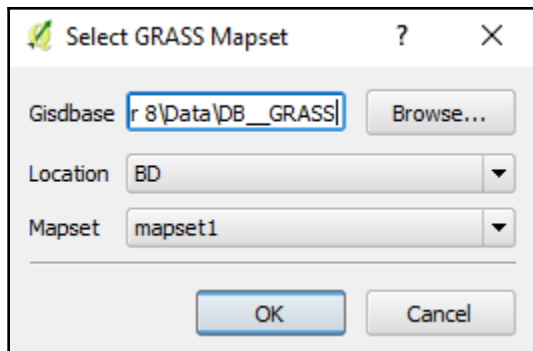 Select GRASS Mapset ?
Gisdbase r 8\Data\DB__GRASS Browse...
Location BD
Mapset mapset1
OK Cancel